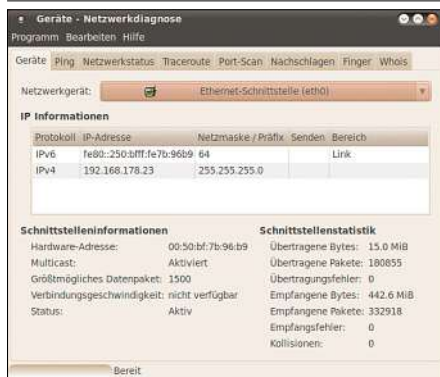 Geräte - Netzwerkdiagnose
Programm Bearbeiten Hilfe
Geräte Ping Netzwerkstatus Traceroute Port-Scan Nachschlagen Finger Whois
Netzwerkgerät: Ethernet-Schnittstelle (eth0)
IP Informationen
Protokoll IP-Adresse Netzmaske / Präfix Senden Bereich
IPv6 fe80::250:bfff:fe7b:96b9 64 Link
IPv4 192.168.178.23 255.255.255.0
Schnittstelleninformationen Schnittstellenstatistik
Hardware-Adresse: 00:50:bf:7b:96:b9 Übertragene Bytes: 15.0 MiB
Multicast: Aktiviert Übertragene Pakete: 180855
Größtmögliches Datenpaket: 1500 Übertragungsfehler: 0
Verbindungsgeschwindigkeit: nicht verfügbar Empfangene Bytes: 442.6 MiB
Status: Aktiv Empfangene Pakete: 332918
Empfangsfehler: 0
Kollisionen: 0
Bereit